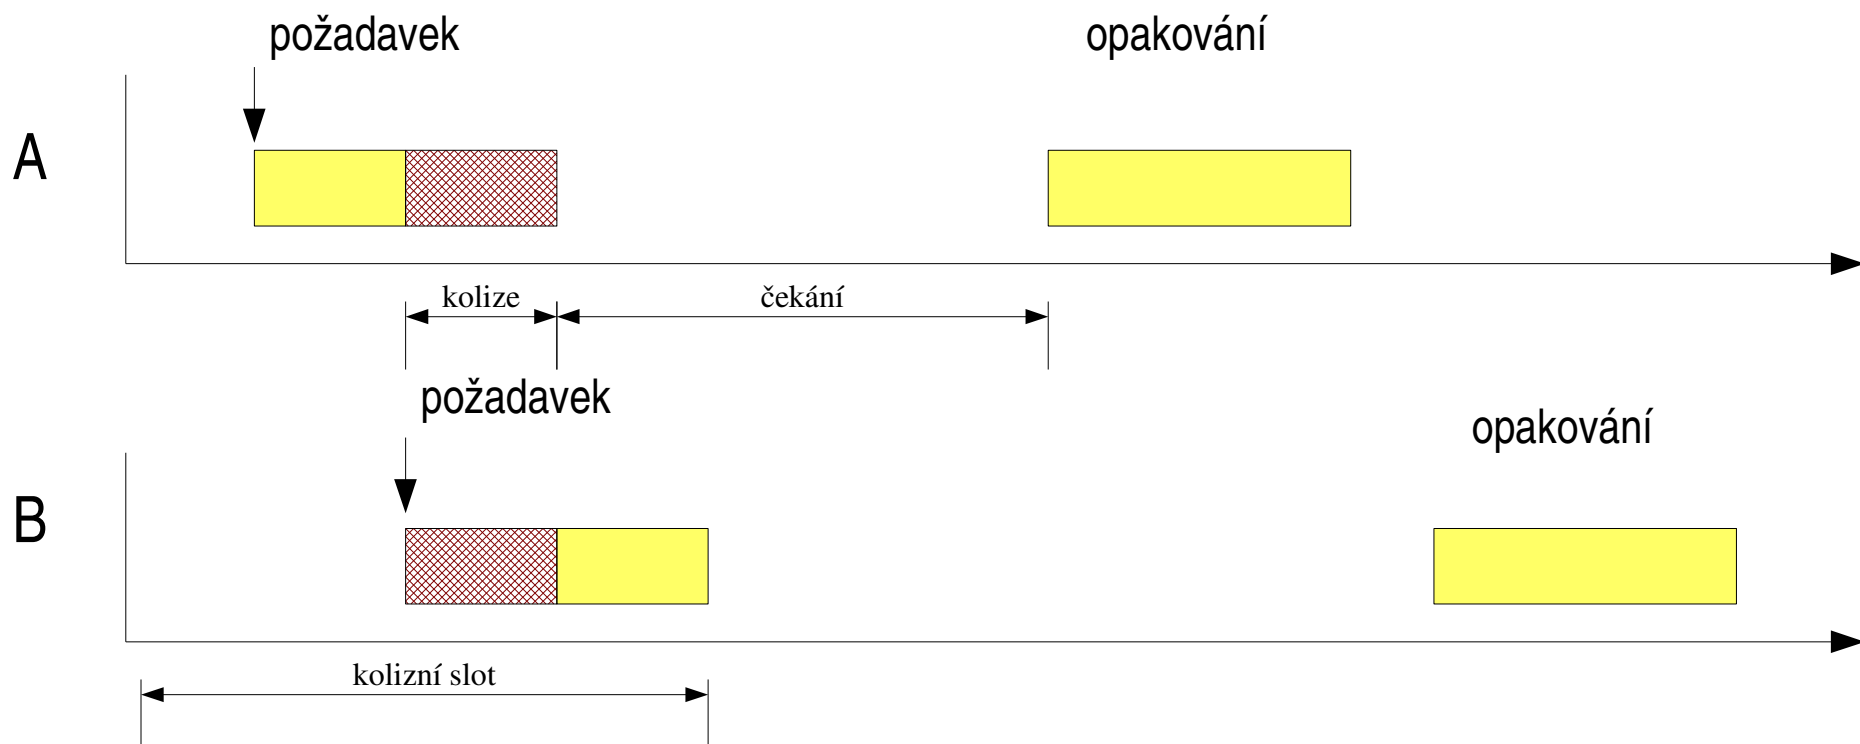 požadavek
opakování
A
kolize
čekání
požadavek
opakování
B
kolizní slot